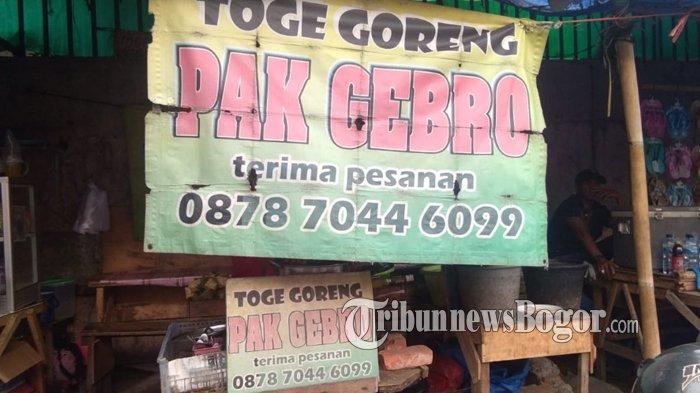 TOGE GORENG
PAK GEBRO
terima pesanan
0878 7044 6099
TOGE GORENG
PAK GEBRO
terima pesanan
0878 7044 6099
TribunnewsBogor.com